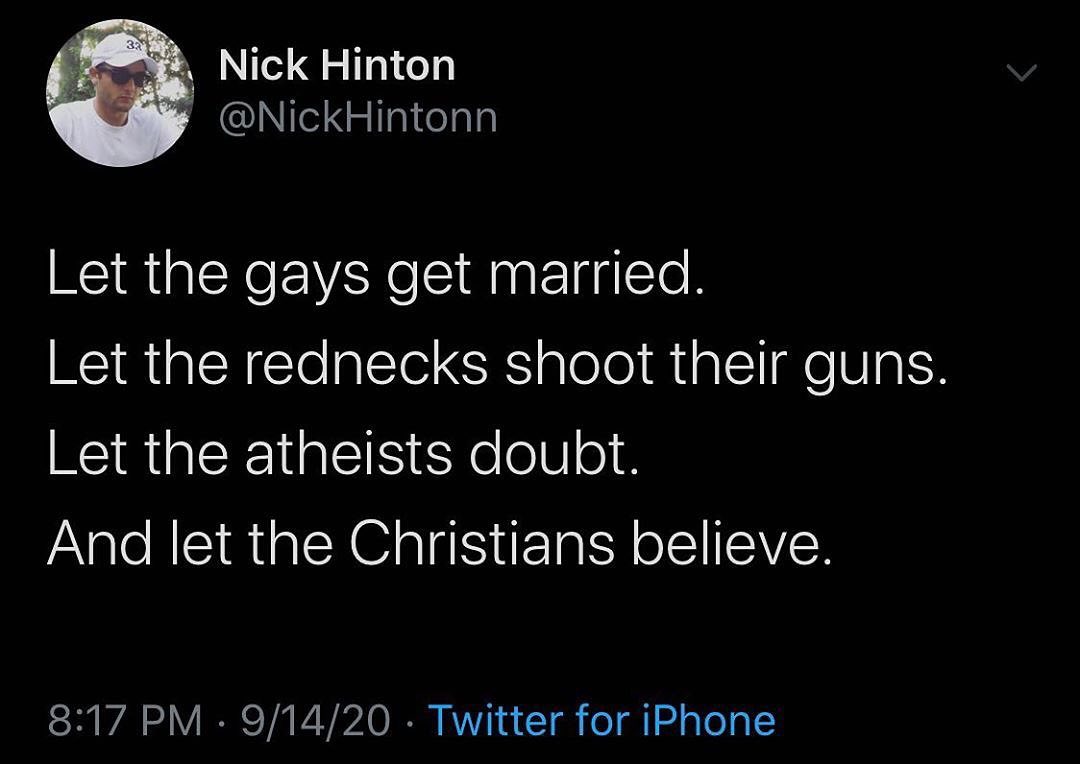 33
Nick Hinton
@NickHintonn
Let the gays get married.
Let the rednecks shoot their guns.
Let the atheists doubt.
And let the Christians believe.
8:17 PM · 9/14/20 · Twitter for iPhone